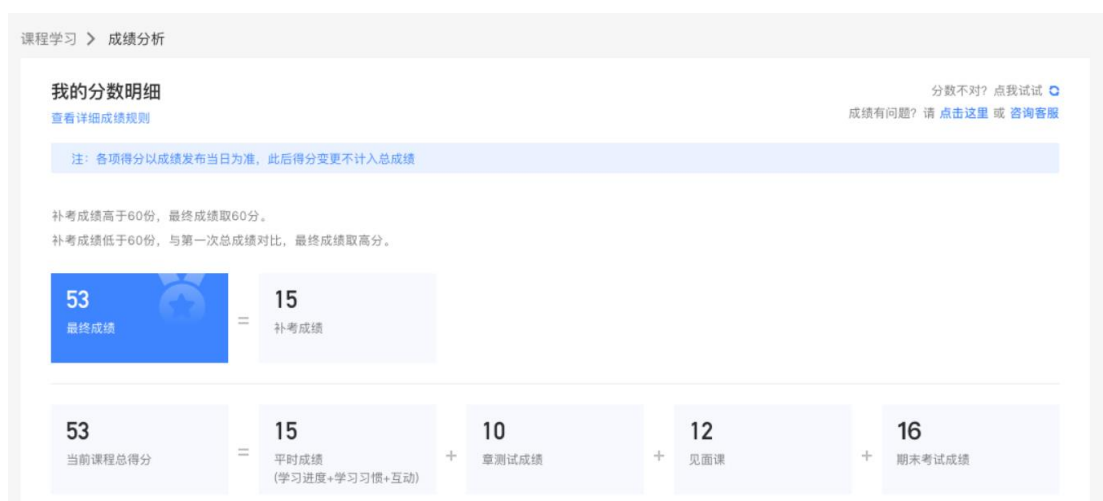 课程学习 > 成绩分析
我的分数明细
分数不对？点我试试
查看详细成绩规则
成绩有问题？请 点击这里 或 咨询客服
注：各项得分以成绩发布当日为准，此后得分变更不计入总成绩
补考成绩高于60份，最终成绩取60分。
补考成绩低于60份，与第一次总成绩对比，最终成绩取高分。
53 = 15
最终成绩 补考成绩
53 = 15 + 10 + 12 + 16
当前课程总得分 平时成绩 章测试成绩 见面课 期末考试成绩
(学习进度+学习习惯+互动)